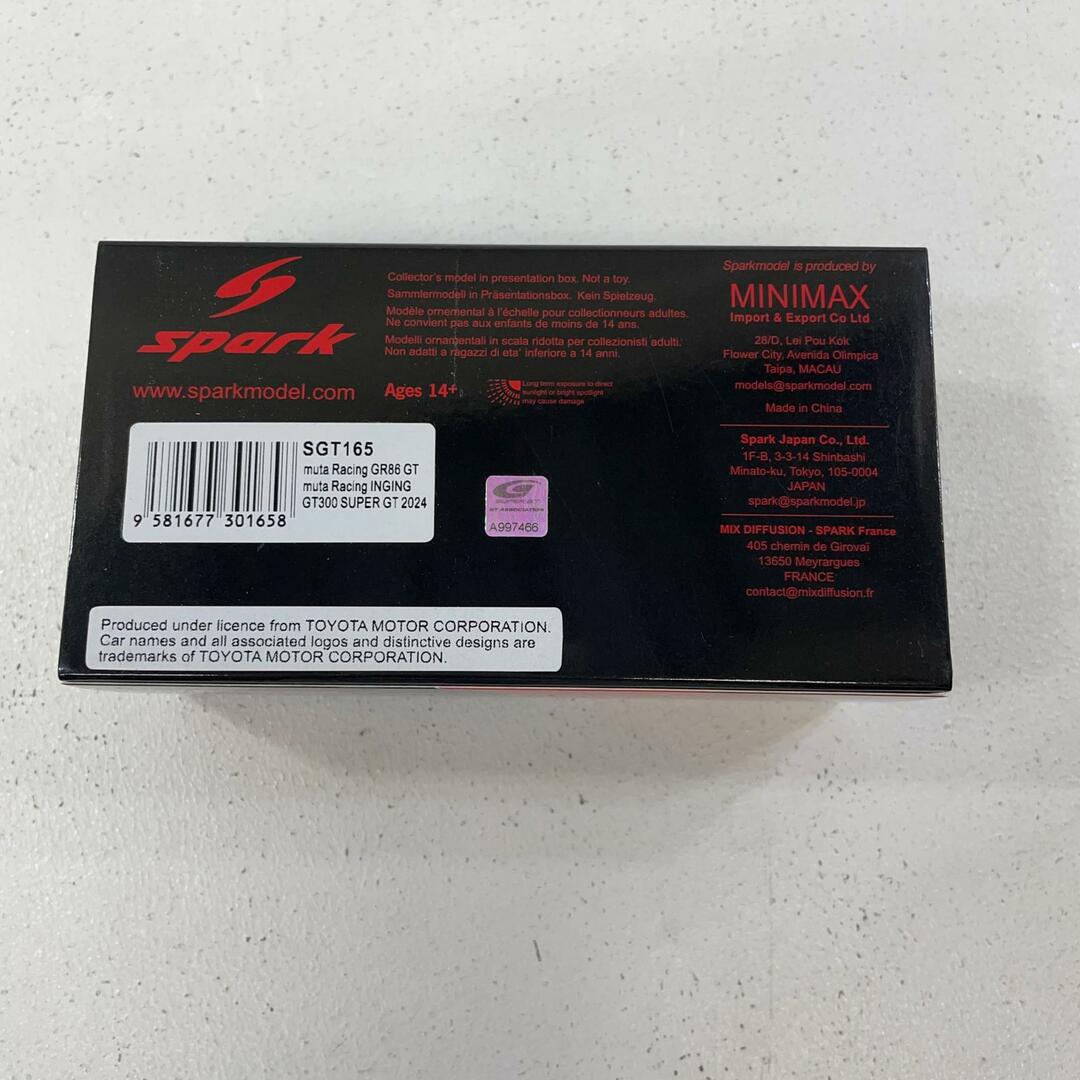 spark
www.sparkmodel.com
Collector's model in presentation box. Not a toy.
Sammlermodell in Präsentationsbox. Kein Spielzeug.
Modèle ornemental à l'échelle pour collectionneurs adultes.
Ne convient pas aux enfants de moins de 14 ans.
Modelli ornamentali in scala ridotta per collezionisti adulti.
Non adatti a ragazzi di eta' inferiore a 14 anni.
Ages 14+
Long term exposure to direct
sunlight or bright spotlight
may cause damage
Sparkmodel is produced by
MINIMAX
Import & Export Co Ltd
28/D, Lei Pou Kok
Flower City, Avenida Olimpica
Taipa, MACAU
models@sparkmodel.com
Made in China
Spark Japan Co., Ltd.
1F-B, 3-3-14 Shinbashi
Minato-ku, Tokyo, 105-0004
JAPAN
spark@sparkmodel.jp
MIX DIFFUSION - SPARK France
405 chemin de Girovaï
13650 Meyrargues
FRANCE
contact@mixdiffusion.fr
SGT165
muta Racing GR86 GT
muta Racing INGING
GT300 SUPER GT 2024
9 581677 301658
SUPER GT
GT ASSOCIATION
A997466
Produced under licence from TOYOTA MOTOR CORPORATION.
Car names and all associated logos and distinctive designs are
trademarks of TOYOTA MOTOR CORPORATION.